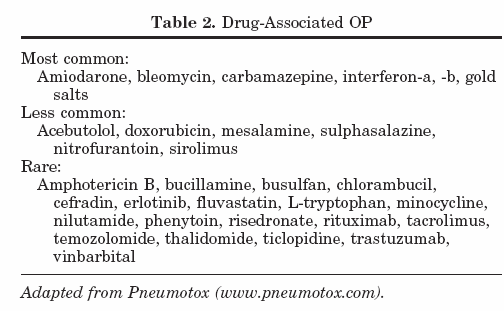 Table 2. Drug-Associated OP
Most common:
Amiodarone, bleomycin, carbamazepine, interferon-a, -b, gold
salts
Less common:
Acebutolol, doxorubicin, mesalamine, sulphasalazine,
nitrofurantoin, sirolimus
Rare:
Amphotericin B, bucillamine, busulfan, chlorambucil,
cefradin, erlotinib, fluvastatin, L-tryptophan, minocycline,
nilutamide, phenytoin, risedronate, rituximab, tacrolimus,
temozolomide, thalidomide, ticlopidine, trastuzumab,
vinbarbital
Adapted from Pneumotox (www.pneumotox.com).